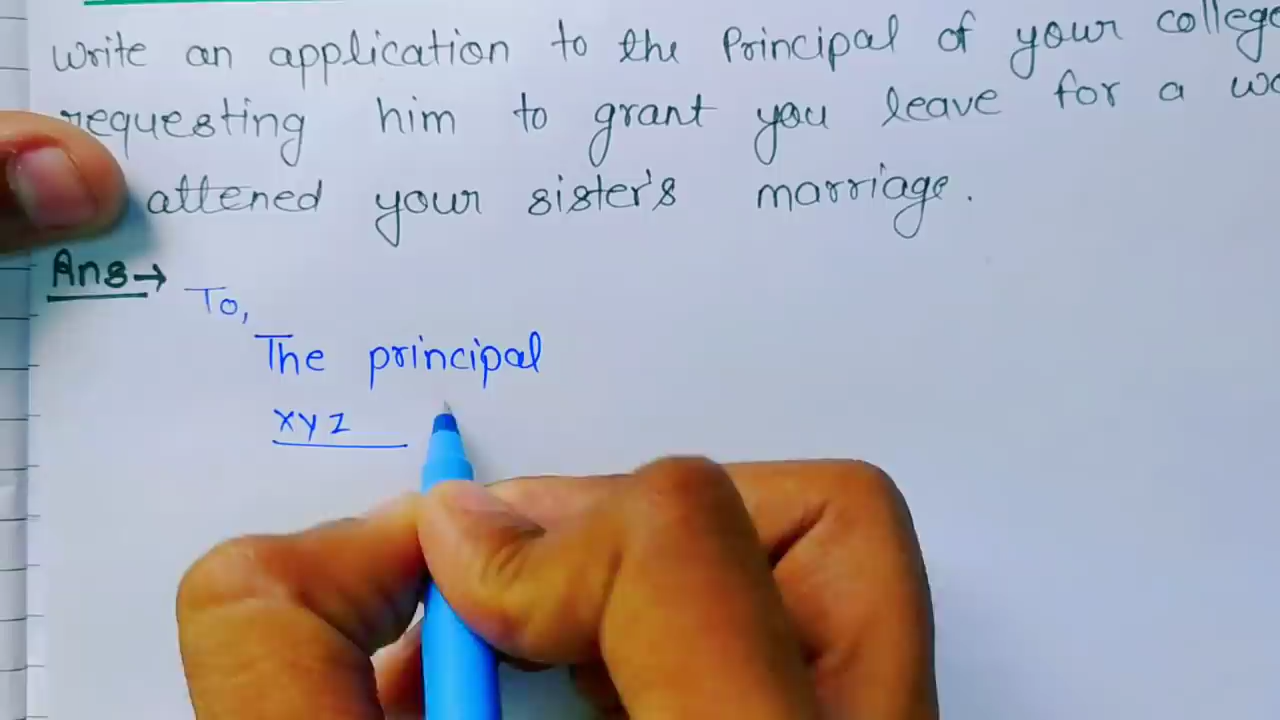 Write an application to the Principal of your college
requesting him to grant you leave for a
attened your sister's marriage.
Ans→
To,
The principal
xyz